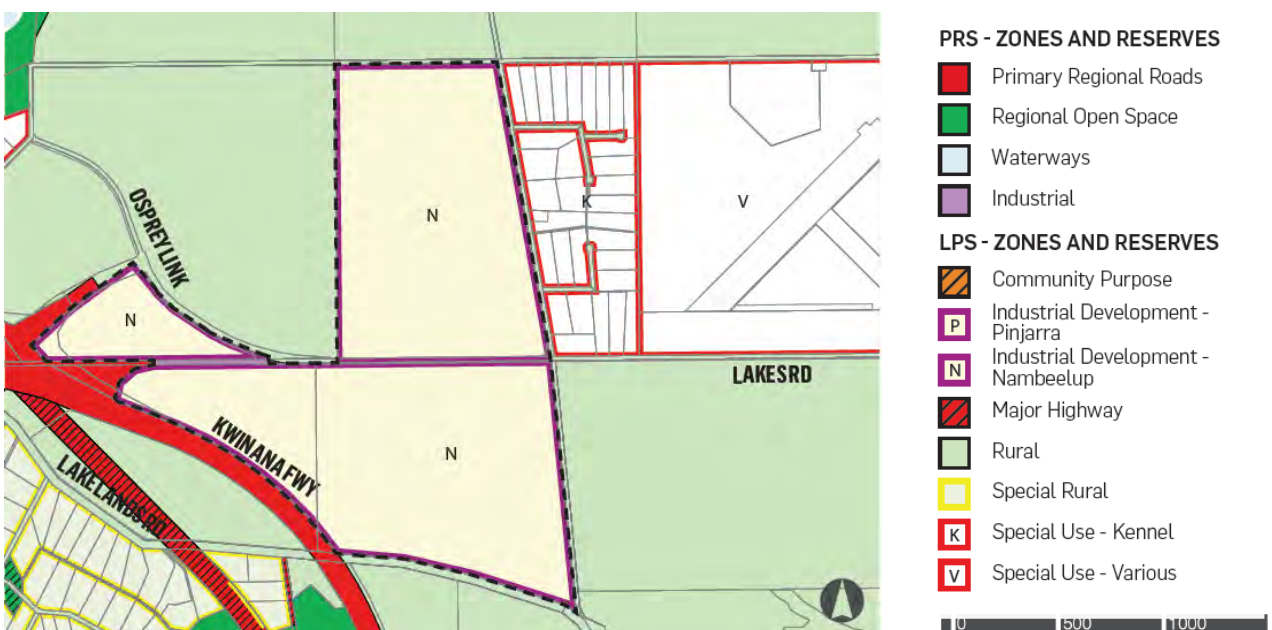 OSPREY LINK
N
K
V
N
LAKES RD
KWINANA FWY
N
LAKELANDS RD
PRS - ZONES AND RESERVES
Primary Regional Roads
Regional Open Space
Waterways
Industrial
LPS - ZONES AND RESERVES
Community Purpose
P
Industrial Development -
Pinjarra
N
Industrial Development -
Nambeelup
Major Highway
Rural
Special Rural
K
Special Use - Kennel
V
Special Use - Various
0
500
1000